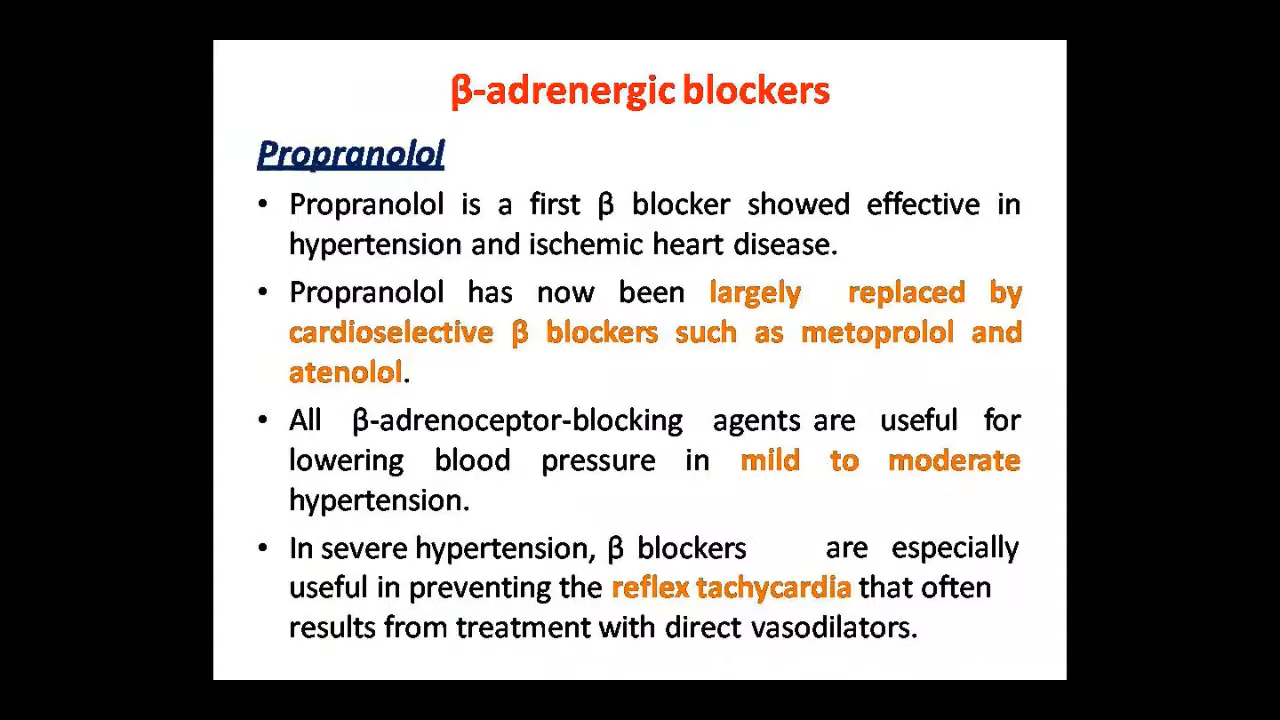 β-adrenergic blockers
Propranolol
• Propranolol is a first β blocker showed effective in
hypertension and ischemic heart disease.
• Propranolol has now been largely replaced by
cardioselective β blockers such as metoprolol and
atenolol.
• All β-adrenoceptor-blocking agents are useful for
lowering blood pressure in mild to moderate
hypertension.
• In severe hypertension, β blockers are especially
useful in preventing the reflex tachycardia that often
results from treatment with direct vasodilators.